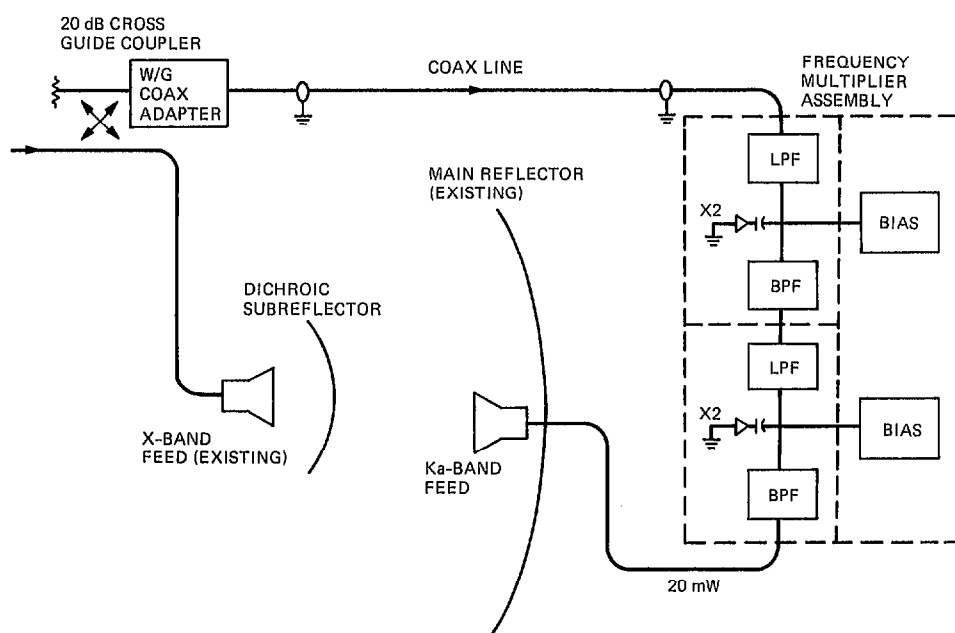 20 dB CROSS
GUIDE COUPLER
W/G
COAX
ADAPTER
COAX LINE
FREQUENCY
MULTIPLIER
ASSEMBLY
LPF
MAIN REFLECTOR
(EXISTING)
X2
BIAS
BPF
DICHROIC
SUBREFLECTOR
LPF
X2
BIAS
X-BAND
FEED (EXISTING)
Ka-BAND
FEED
BPF
20 mW